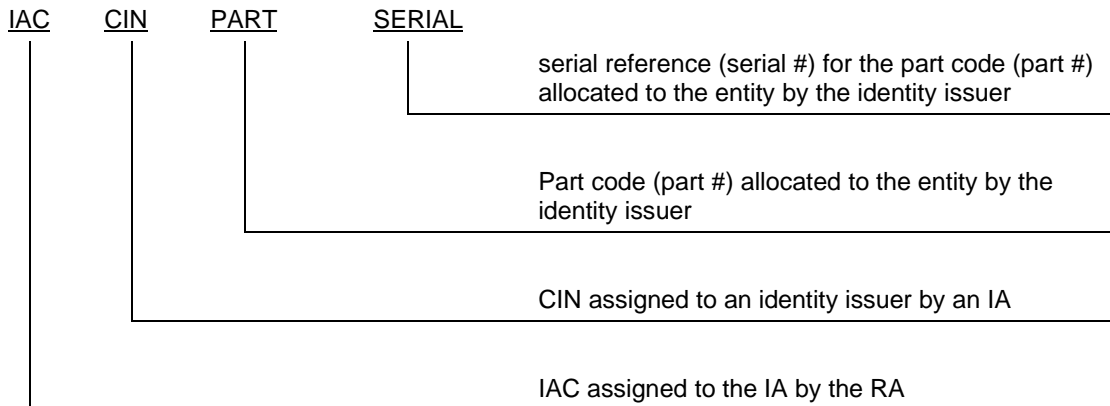 IAC CIN PART SERIAL
serial reference (serial #) for the part code (part #)
allocated to the entity by the identity issuer
Part code (part #) allocated to the entity by the
identity issuer
CIN assigned to an identity issuer by an IA
IAC assigned to the IA by the RA